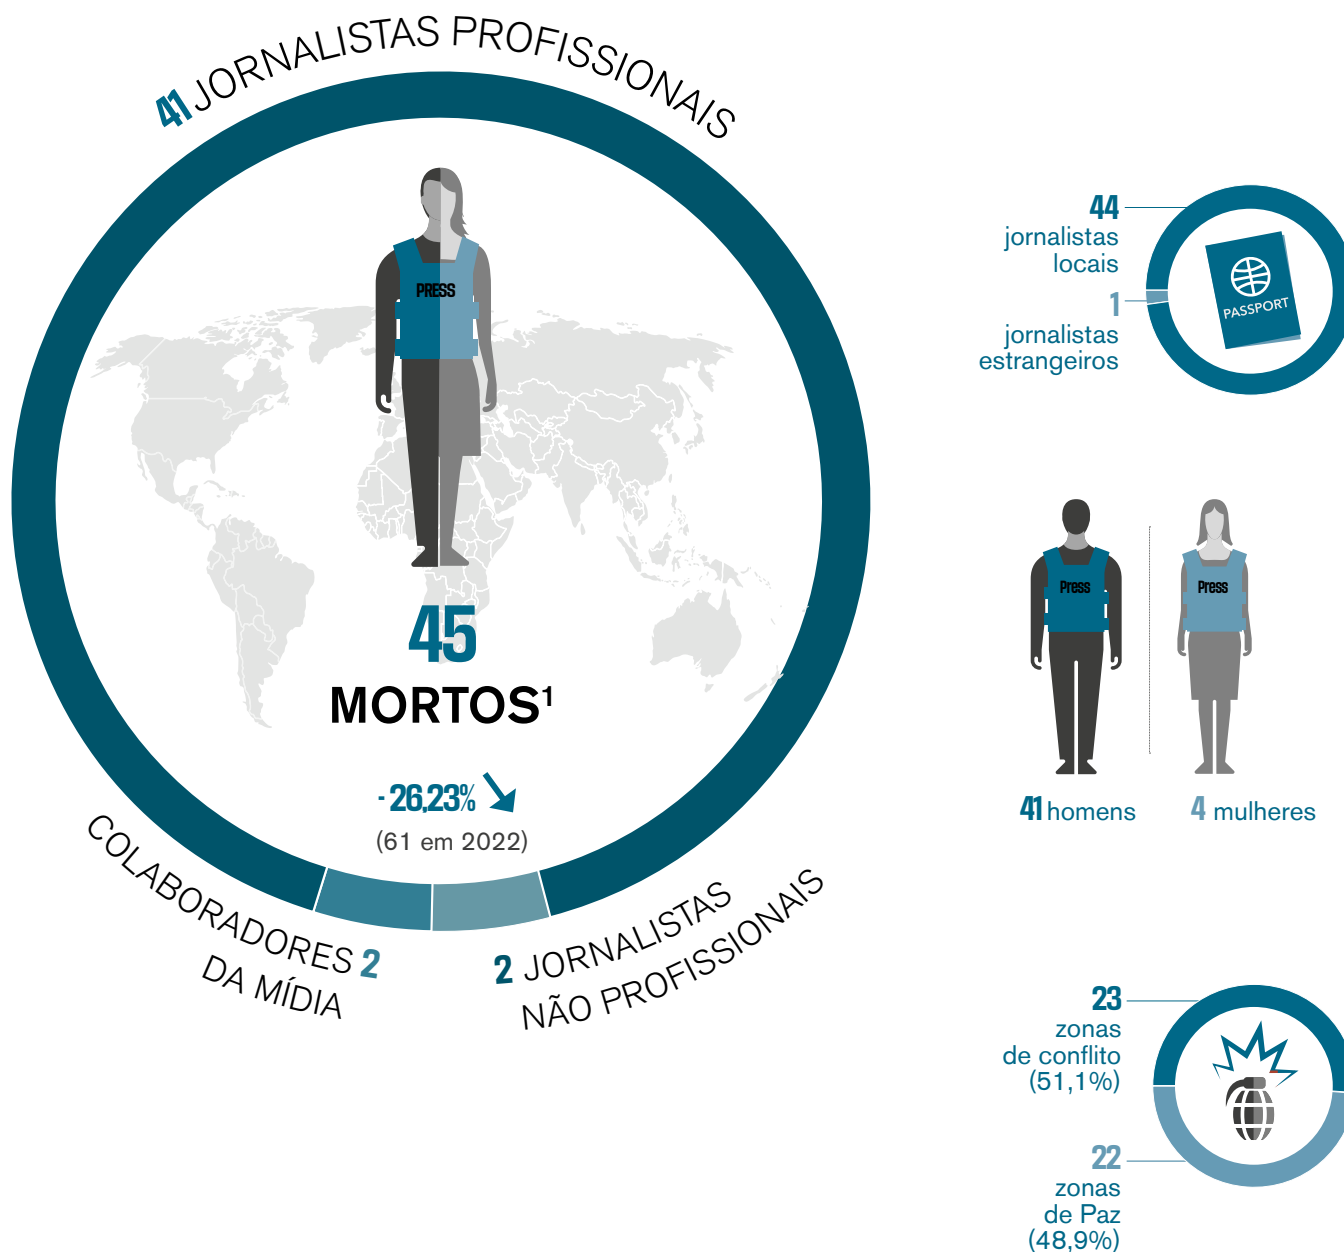 41 JORNALISTAS PROFISSIONAIS
PRESS
45
MORTOS¹
- 26,23%
(61 em 2022)
COLABORADORES 2
DA MÍDIA
2 JORNALISTAS
NÃO PROFISSIONAIS
44
jornalistas
locais
1
jornalistas
estrangeiros
PASSPORT
Press
Press
41 homens
4 mulheres
23
zonas
de conflito
(51,1%)
22
zonas
de Paz
(48,9%)